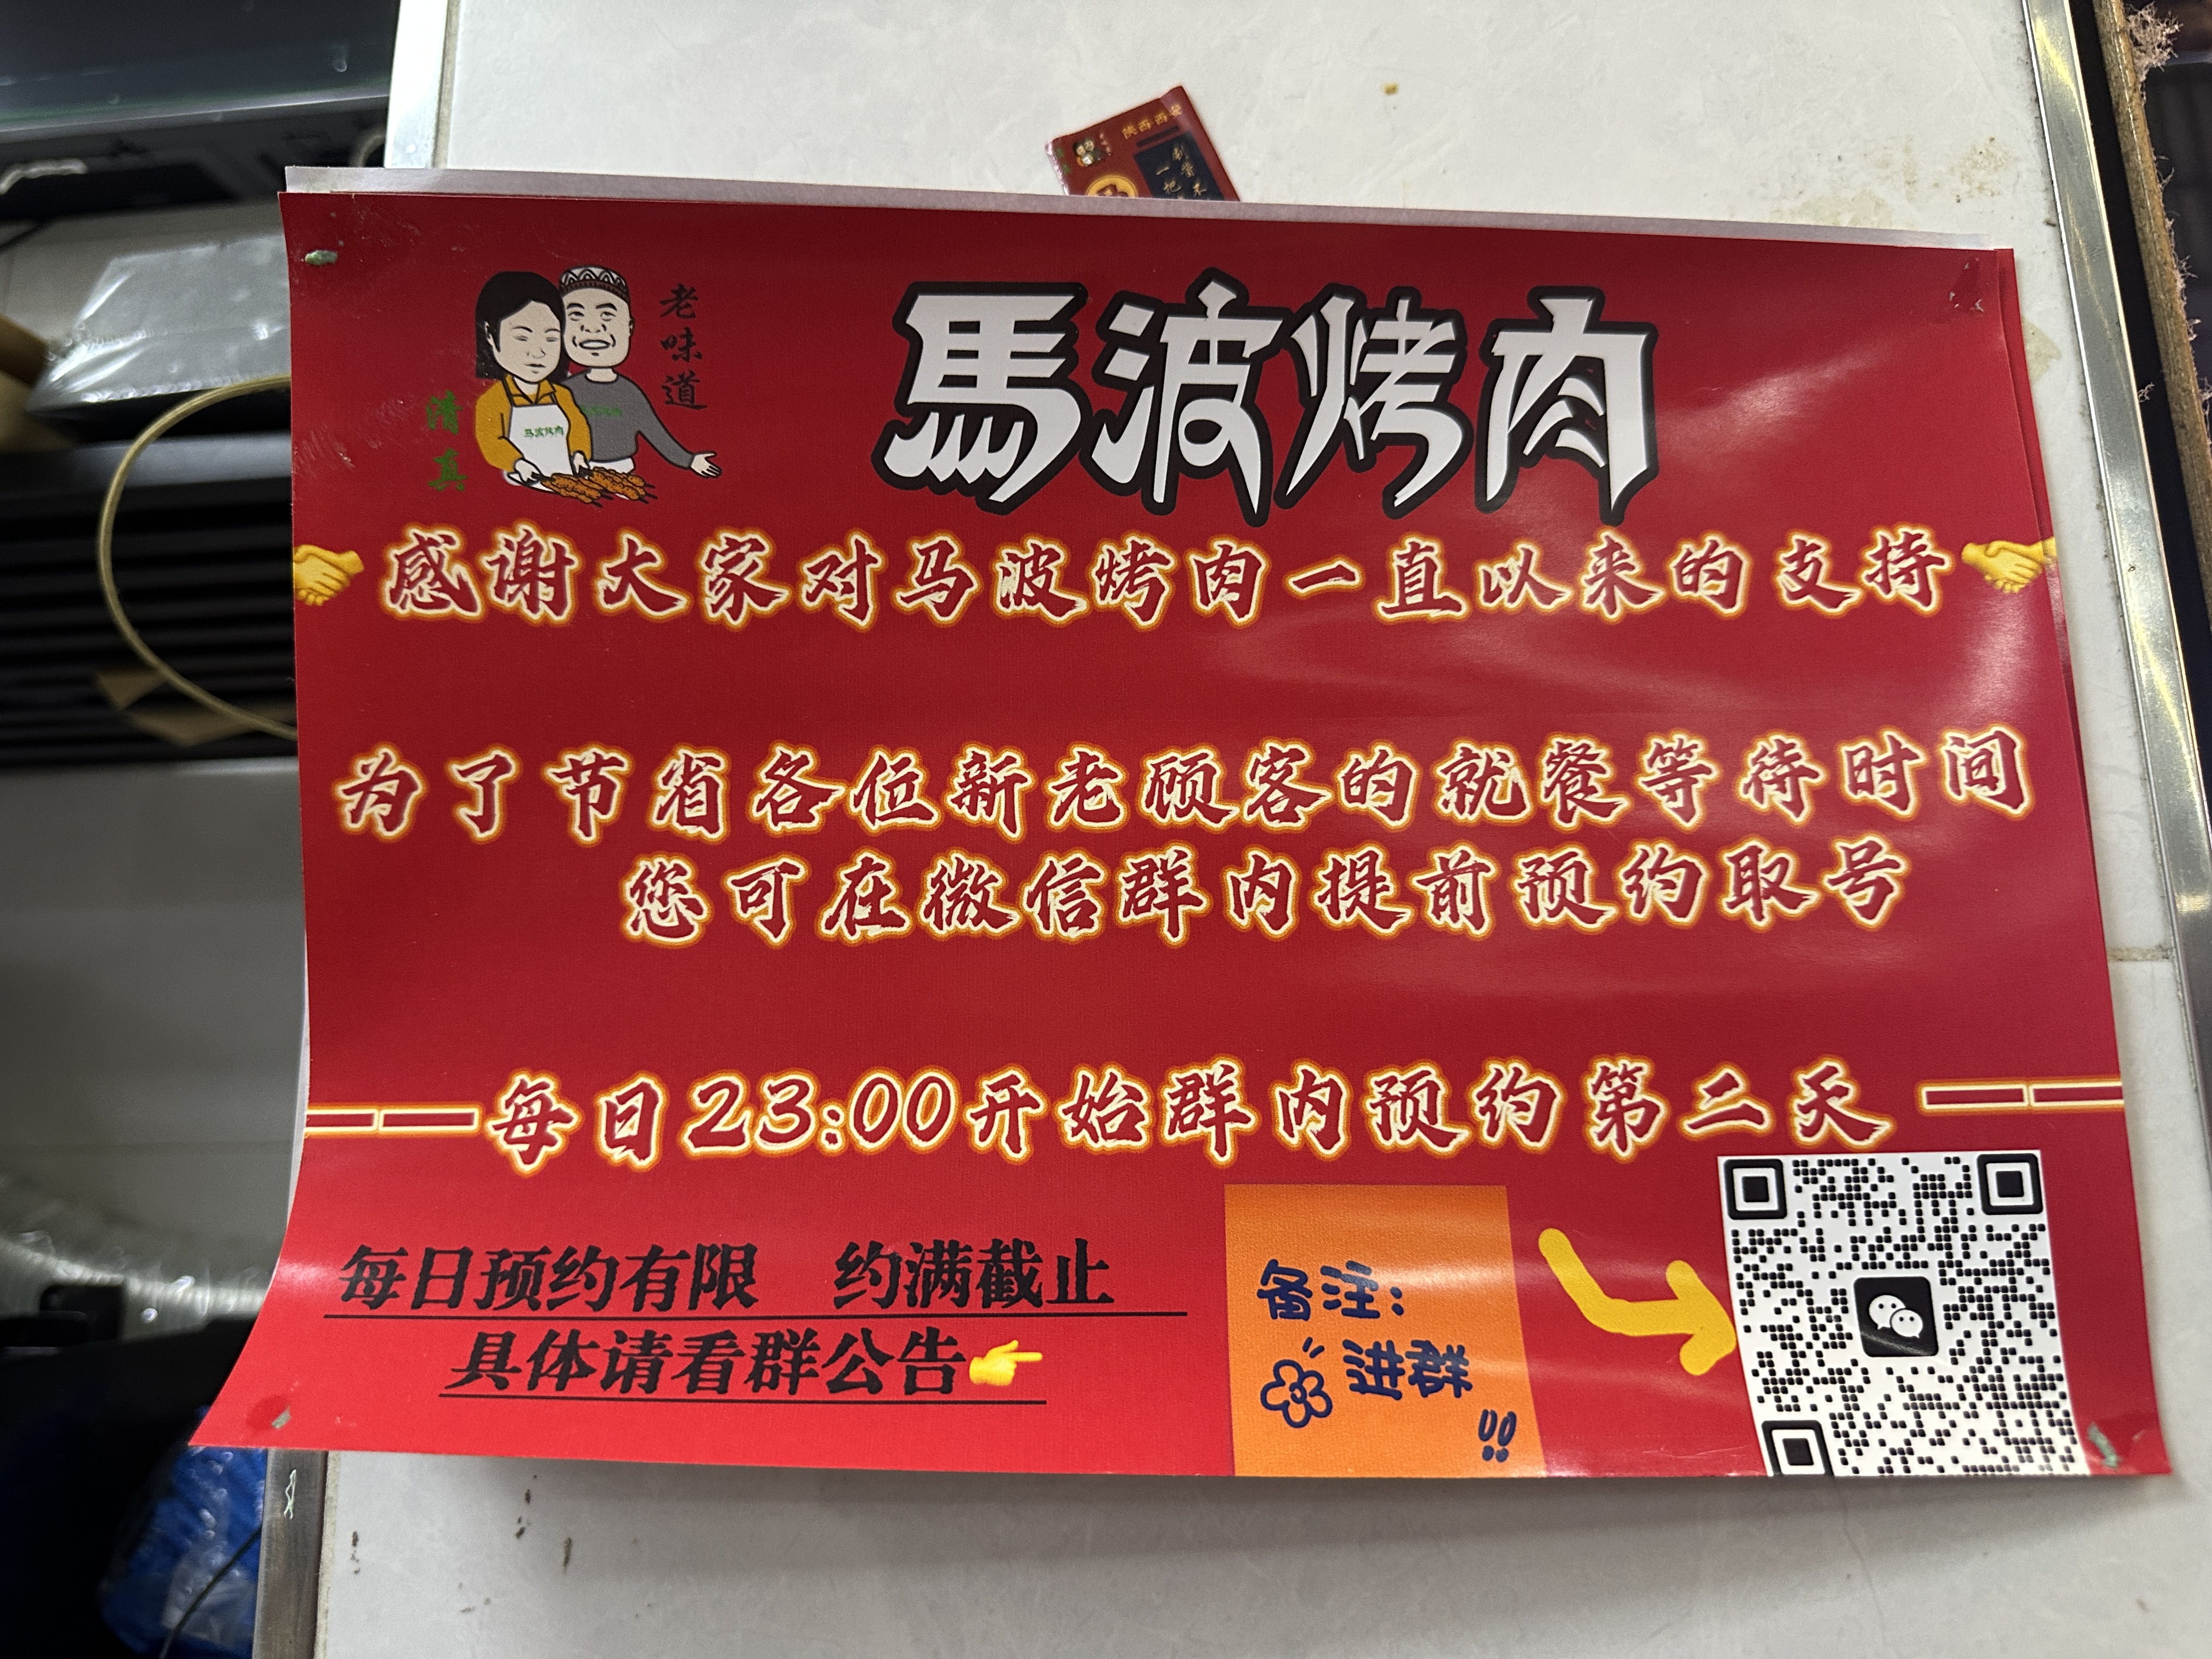 陕西西安
老味道
清真
马波烤肉
馬波烤肉
感谢大家对马波烤肉一直以来的支持
为了节省各位新老顾客的就餐等待时间
您可在微信群内提前预约取号
——每日23:00开始群内预约第二天——
每日预约有限 约满截止
具体请看群公告
备注:
进群
!!